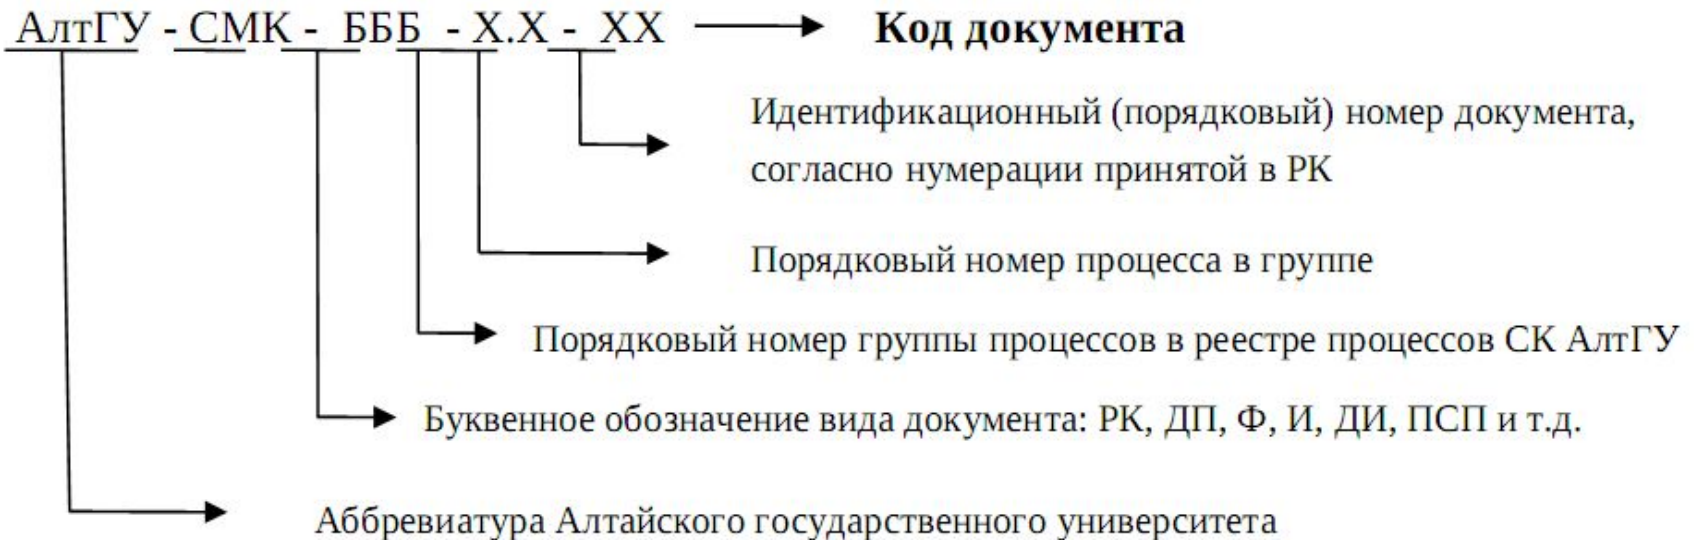 АлтГУ - СМК - БББ - Х.Х - ХХ Код документа
Идентификационный (порядковый) номер документа,
согласно нумерации принятой в РК
Порядковый номер процесса в группе
Порядковый номер группы процессов в реестре процессов СК АлтГУ
Буквенное обозначение вида документа: РК, ДП, Ф, И, ДИ, ПСП и т.д.
Аббревиатура Алтайского государственного университета